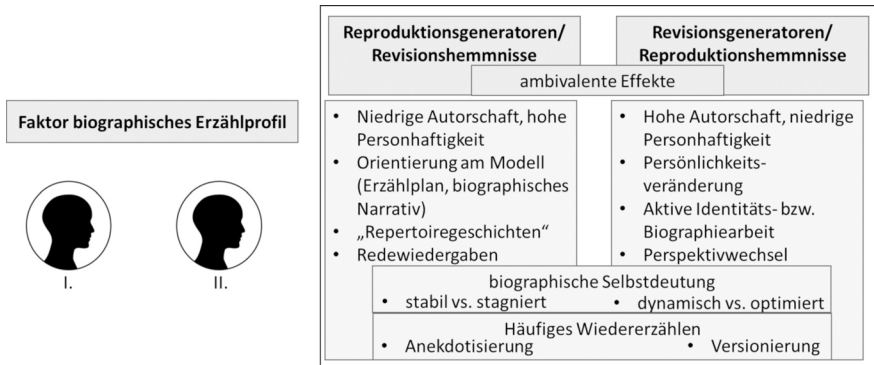 Faktor biographisches Erzählprofil
I.
II.
Reproduktionsgeneratoren/
Revisionshemmnisse
Revisionsgeneratoren/
Reproduktionshemmnisse
ambivalente Effekte
• Niedrige Autorschaft, hohe
Personhaftigkeit
• Orientierung am Modell
(Erzählplan, biographisches
Narrativ)
• „Repertoiregeschichten“
• Redewiedergaben
• Hohe Autorschaft, niedrige
Personhaftigkeit
• Persönlichkeits-
veränderung
• Aktive Identitäts- bzw.
Biographiearbeit
• Perspektivwechsel
biographische Selbstdeutung
• stabil vs. stagniert
• dynamisch vs. optimiert
Häufiges Wiedererzählen
• Anekdotisierung
• Versionierung